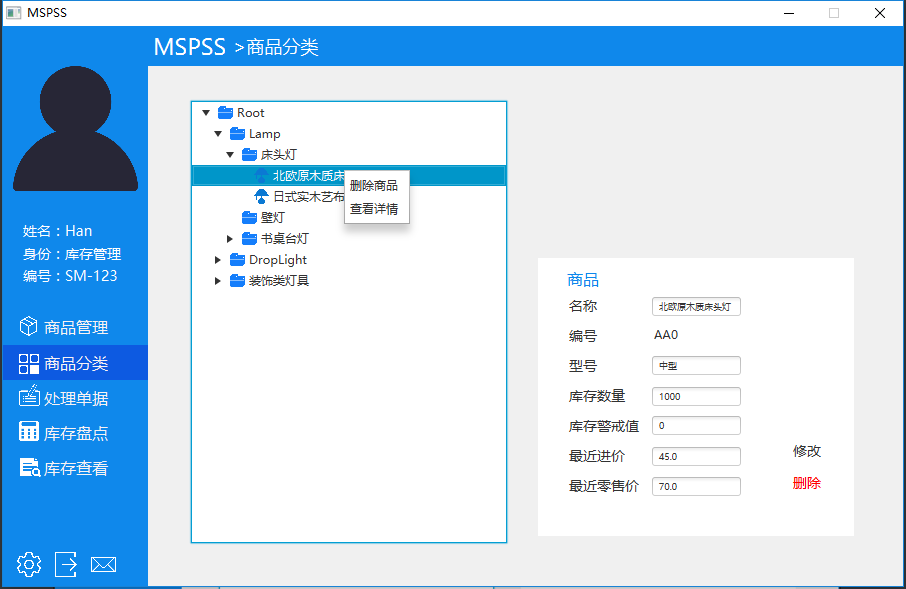 MSPSS
MSPSS >商品分类
姓名：Han
身份：库存管理
编号：SM-123
商品管理
商品分类
处理单据
库存盘点
库存查看
Root
Lamp
床头灯
北欧原木质床
日式实木艺布
壁灯
书桌台灯
DropLight
装饰类灯具
删除商品
查看详情
商品
名称 北欧原木质床头灯
编号 AA0
型号 中型
库存数量 1000
库存警戒值 0
最近进价 45.0
最近零售价 70.0
修改
删除